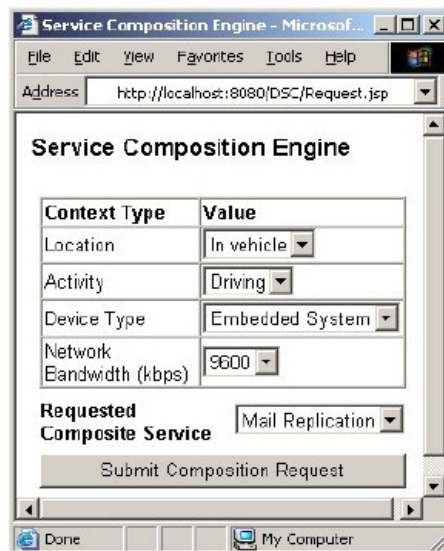 Service Composition Engine - Microsof...
File Edit View Favorites Tools Help
Address http://localhost:8080/DSC/Request.jsp
Service Composition Engine
Context Type Value
Location In vehicle
Activity Driving
Device Type Embedded System
Network
Bandwidth (kbps) 9600
Requested
Composite Service Mail Replication
Submit Composition Request
Done My Computer